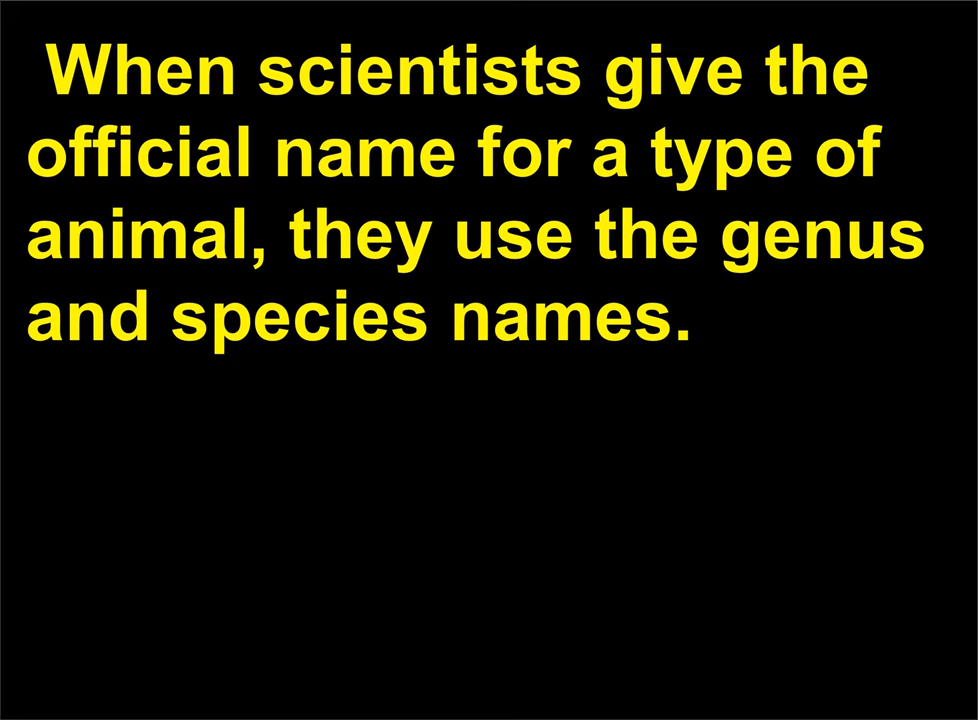 When scientists give the
official name for a type of
animal, they use the genus
and species names.